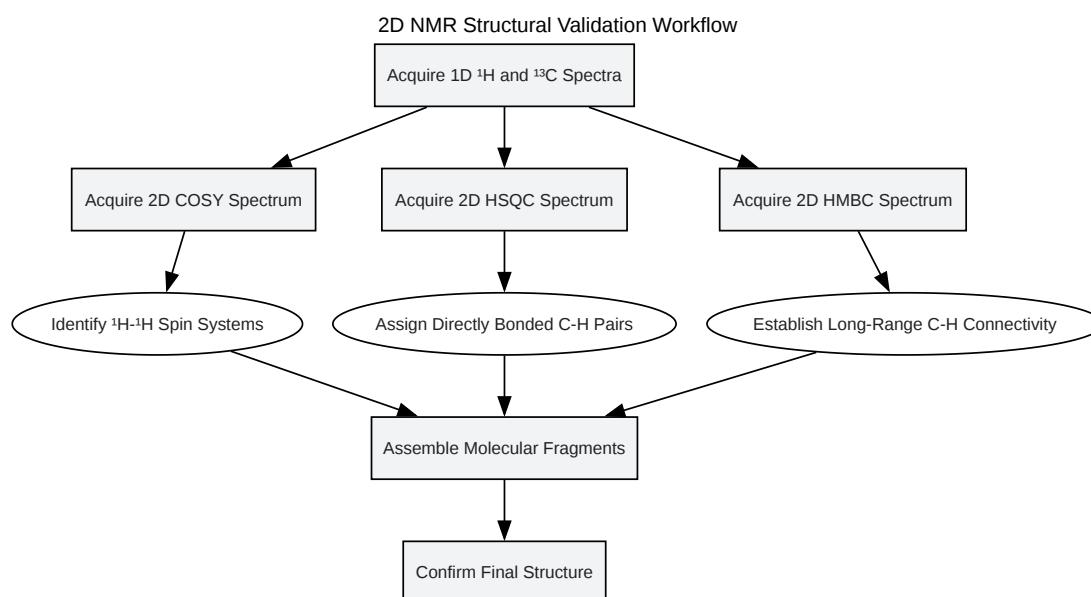 2D NMR Structural Validation Workflow
Acquire 1D ¹H and ¹³C Spectra
Acquire 2D COSY Spectrum
Acquire 2D HSQC Spectrum
Acquire 2D HMBC Spectrum
Identify ¹H-¹H Spin Systems
Assign Directly Bonded C-H Pairs
Establish Long-Range C-H Connectivity
Assemble Molecular Fragments
Confirm Final Structure